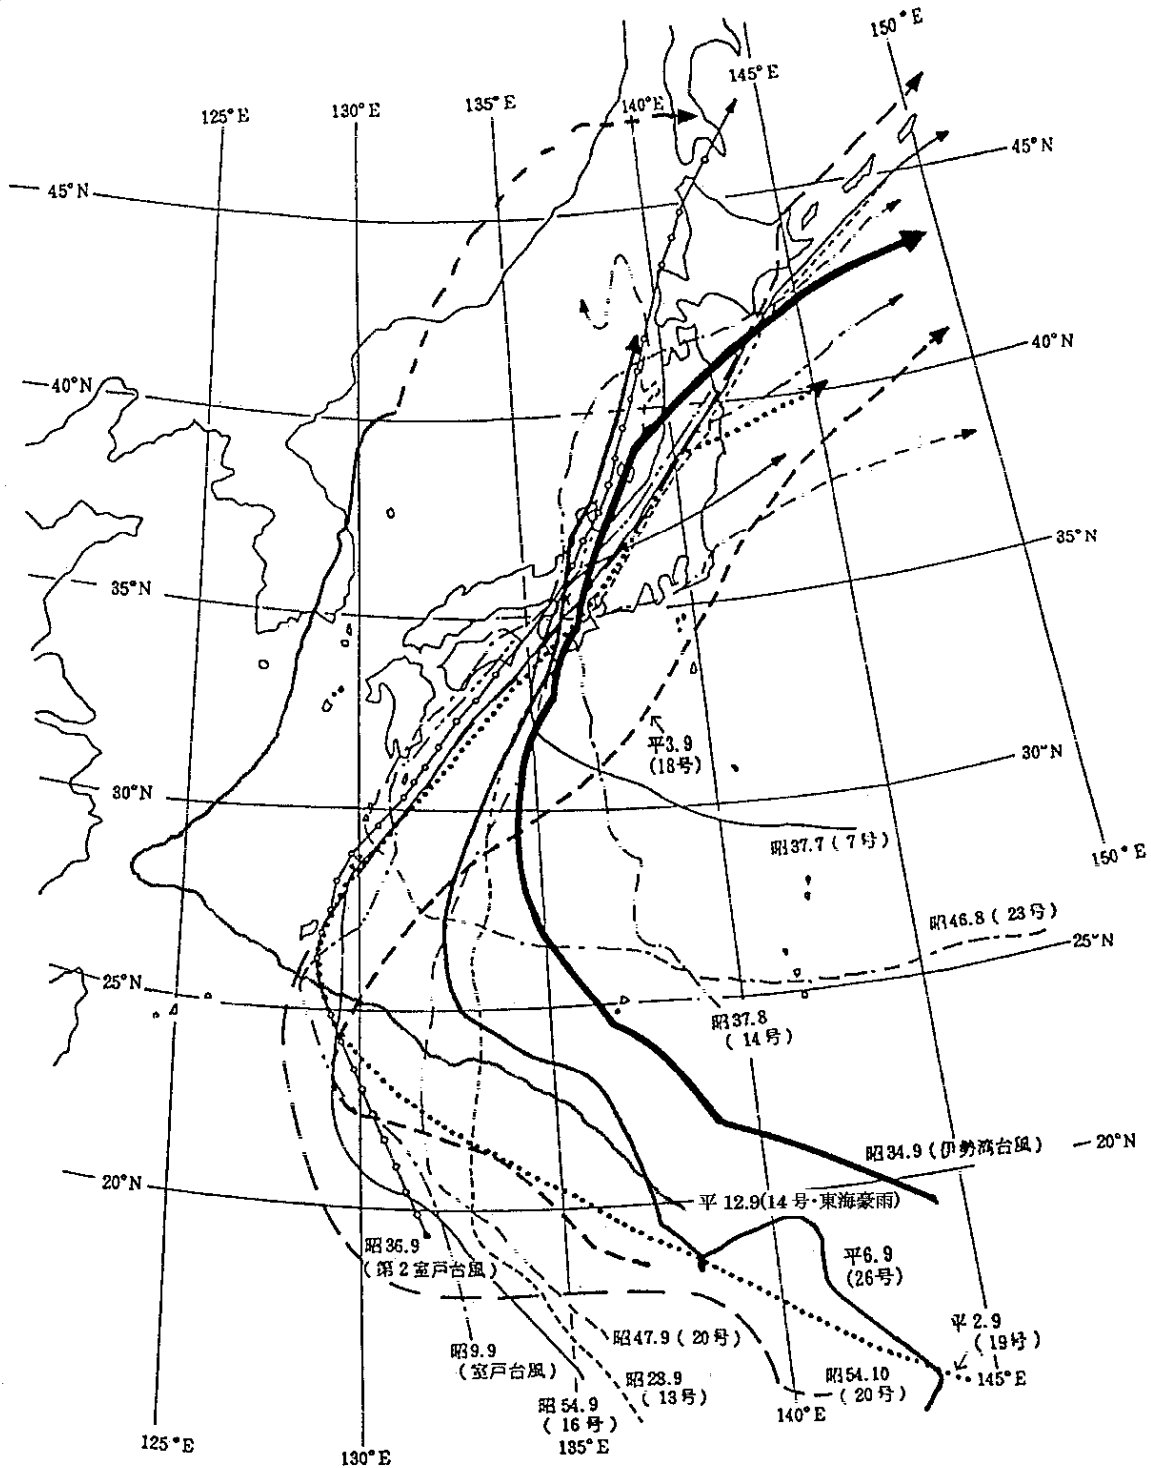 150°E
145°E
140°E
135°E
130°E
125°E
45°N
45°N
40°N
40°N
35°N
35°N
30°N
30°N
平3.9
(18号)
昭37.7(7号)
150°E
昭46.8(23号)
25°N
25°N
昭37.8
(14号)
昭34.9(伊勢湾台風)
20°N
20°N
平12.9(14号・東海豪雨)
昭36.9
(第2室戸台風)
平6.9
(26号)
平2.9
(19号)
昭47.9(20号)
昭9.9
(室戸台風)
昭28.9
(13号)
昭54.10
(20号)
145°E
昭54.9
(16号)
140°E
135°E
125°E
130°E